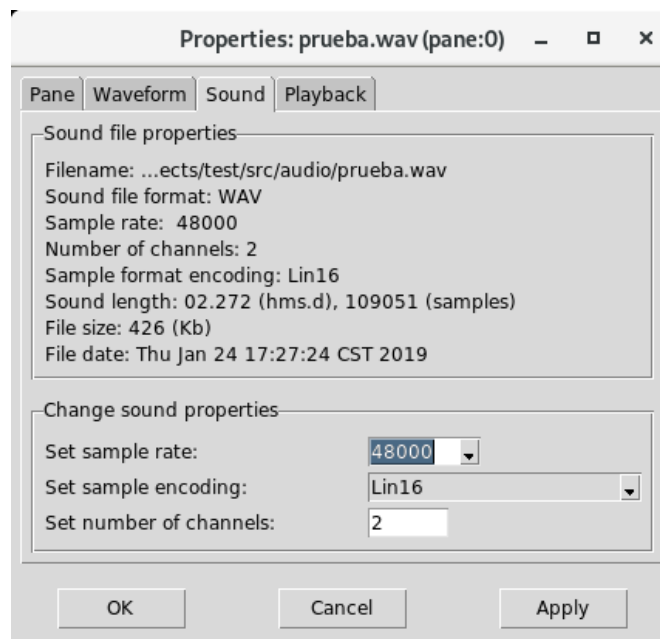 Properties: prueba.wav (pane:0)
Pane Waveform Sound Playback
Sound file properties
Filename: ...ects/test/src/audio/prueba.wav
Sound file format: WAV
Sample rate: 48000
Number of channels: 2
Sample format encoding: Lin16
Sound length: 02.272 (hms.d), 109051 (samples)
File size: 426 (Kb)
File date: Thu Jan 24 17:27:24 CST 2019
Change sound properties
Set sample rate: 48000
Set sample encoding: Lin16
Set number of channels: 2
OK Cancel Apply